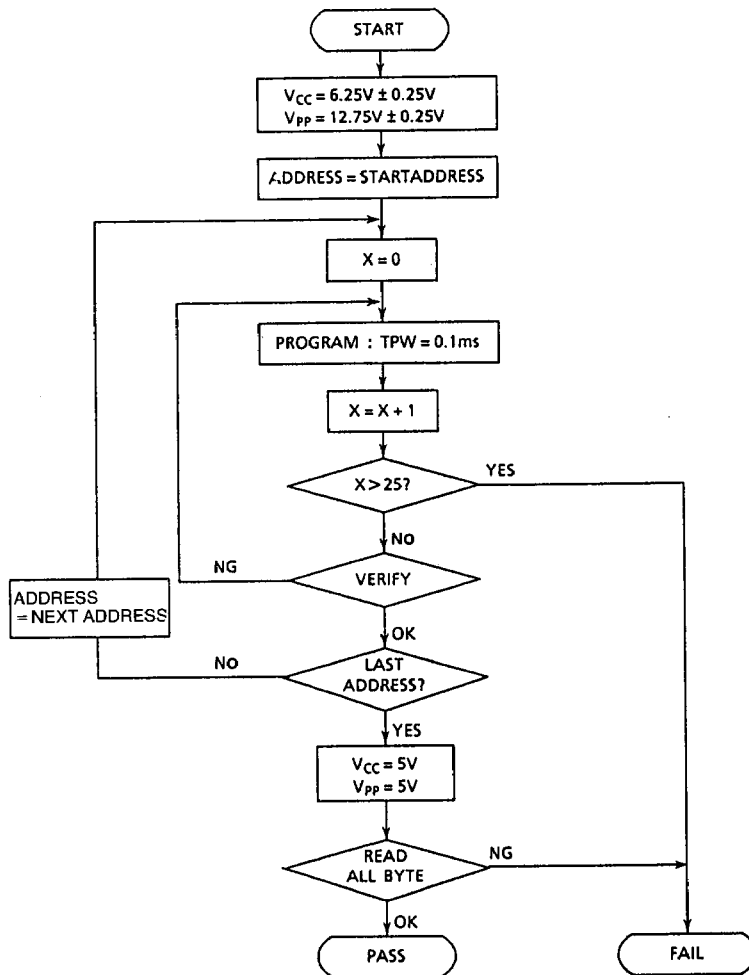 START
VCC = 6.25V ± 0.25V
VPP = 12.75V ± 0.25V
ADDRESS = STARTADDRESS
X = 0
PROGRAM : TPW = 0.1ms
X = X + 1
X > 25?
YES
NO
VERIFY
NG
ADDRESS
= NEXT ADDRESS
OK
LAST
ADDRESS?
NO
YES
VCC = 5V
VPP = 5V
READ
ALL BYTE
NG
OK
PASS
FAIL